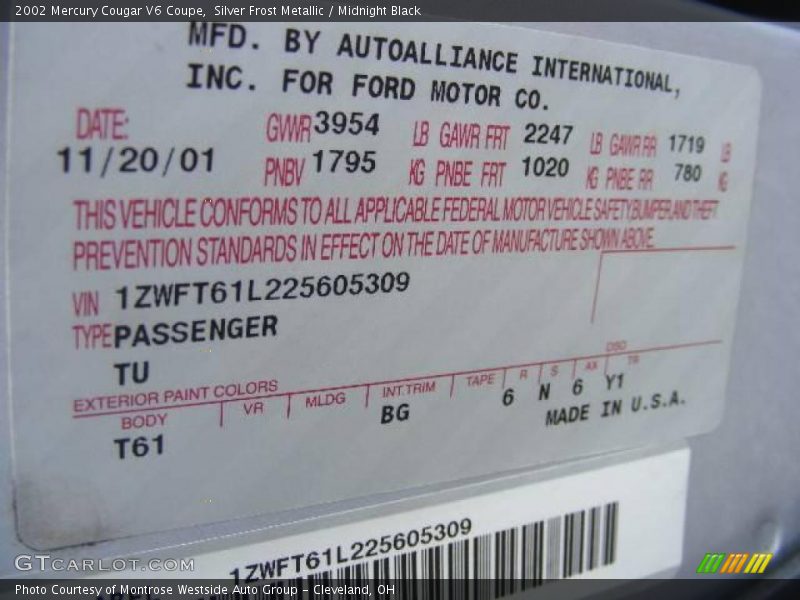 2002 Mercury Cougar V6 Coupe, Silver Frost Metallic / Midnight Black
MFD. BY AUTOALLIANCE INTERNATIONAL,
INC. FOR FORD MOTOR CO.
DATE: GVWR 3954 LB GAWR FRT 2247 LB GAWR RR 1719 LB
11/20/01 PNBV 1795 KG PNBE FRT 1020 KG PNBE RR 780 KG
THIS VEHICLE CONFORMS TO ALL APPLICABLE FEDERAL MOTOR VEHICLE SAFETY BUMPER AND THEFT
PREVENTION STANDARDS IN EFFECT ON THE DATE OF MANUFACTURE SHOWN ABOVE.
VIN 1ZWFT61L225605309
TYPE PASSENGER
TU
DSO
EXTERIOR PAINT COLORS
BODY VR MLDG INT.TRIM TAPE R S AX TR
T61 BG 6 N 6 Y1
MADE IN U.S.A.
1ZWFT61L225605309
GTCARLOT.COM
Photo Courtesy of Montrose Westside Auto Group - Cleveland, OH